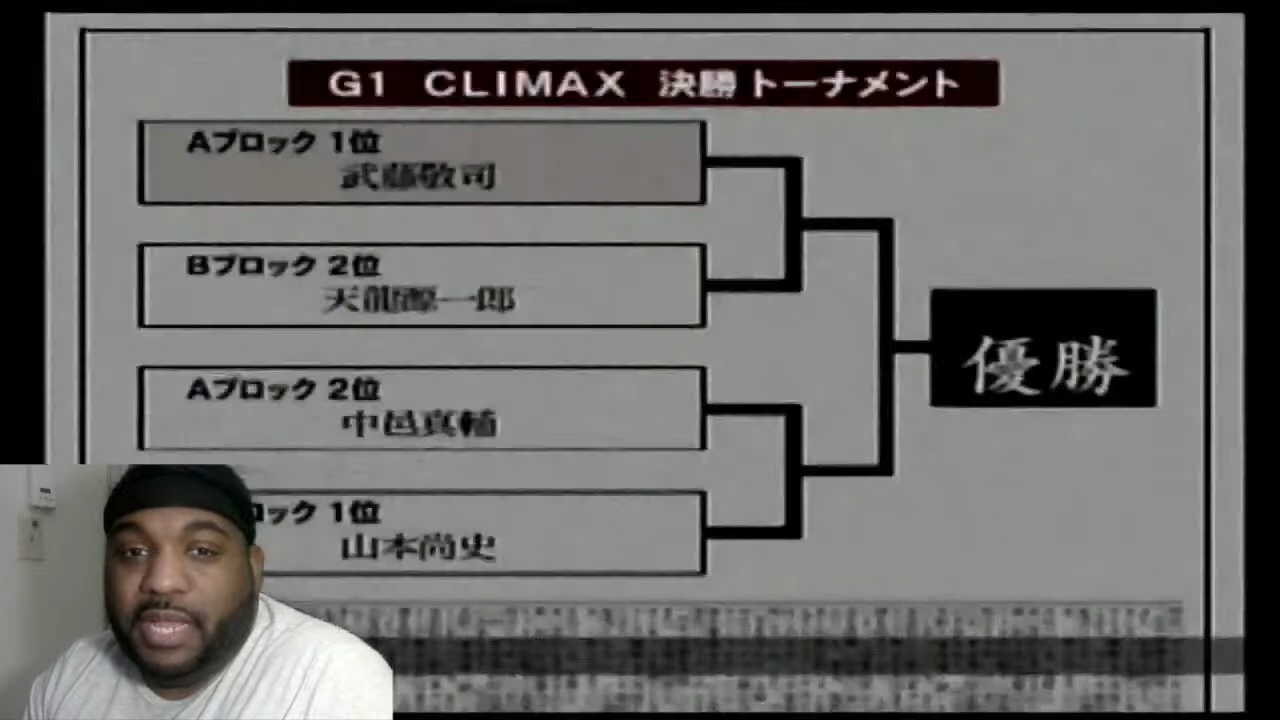 G1 CLIMAX 決勝トーナメント
Aブロック 1位
武藤敬司
Bブロック 2位
天龍源一郎
Aブロック 2位
中邑真輔
ロック 1位
山本尚史
優勝